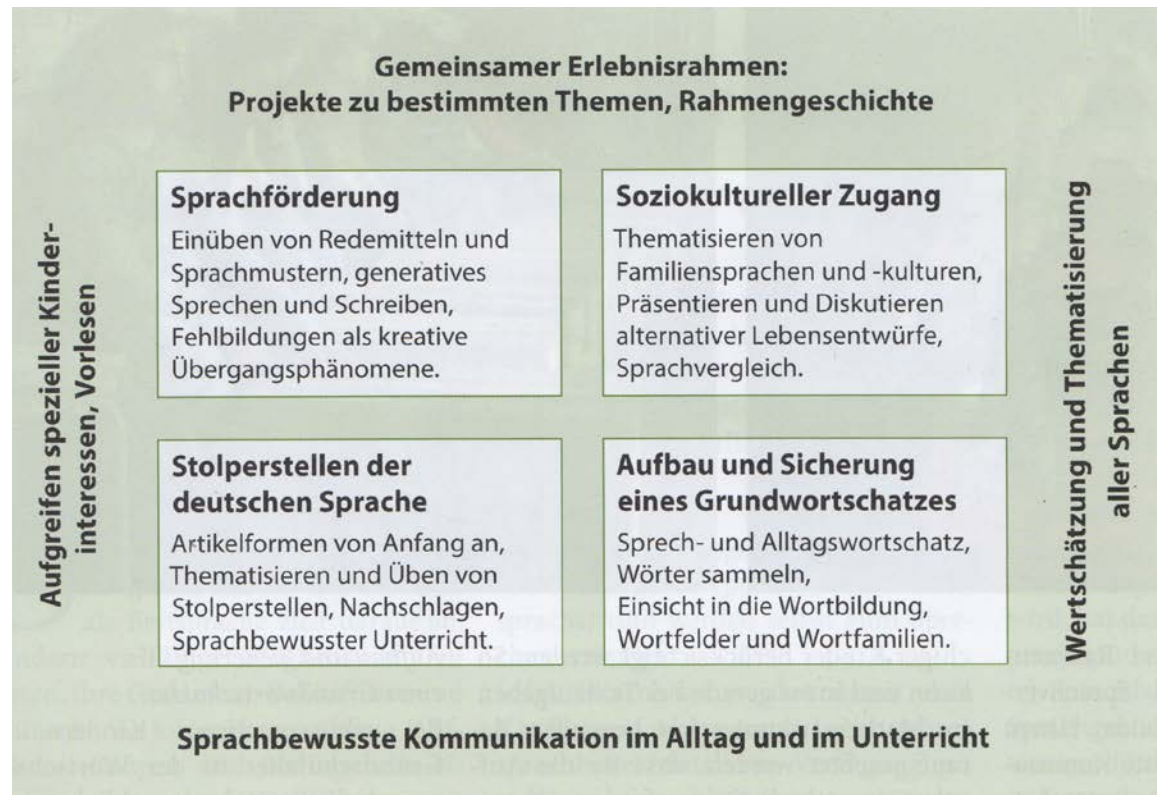 Gemeinsamer Erlebnisrahmen:
Projekte zu bestimmten Themen, Rahmengeschichte
Aufgreifen spezieller Kinder-
interessen, Vorlesen
Sprachförderung
Einüben von Redemitteln und
Sprachmustern, generatives
Sprechen und Schreiben,
Fehlbildungen als kreative
Übergangsphänomene.
Soziokultureller Zugang
Thematisieren von
Familiensprachen und -kulturen,
Präsentieren und Diskutieren
alternativer Lebensentwürfe,
Sprachvergleich.
Stolperstellen der
deutschen Sprache
Artikelformen von Anfang an,
Thematisieren und Üben von
Stolperstellen, Nachschlagen,
Sprachbewusster Unterricht.
Aufbau und Sicherung
eines Grundwortschatzes
Sprech- und Alltagswortschatz,
Wörter sammeln,
Einsicht in die Wortbildung,
Wortfelder und Wortfamilien.
Wertschätzung und Thematisierung
aller Sprachen
Sprachbewusste Kommunikation im Alltag und im Unterricht